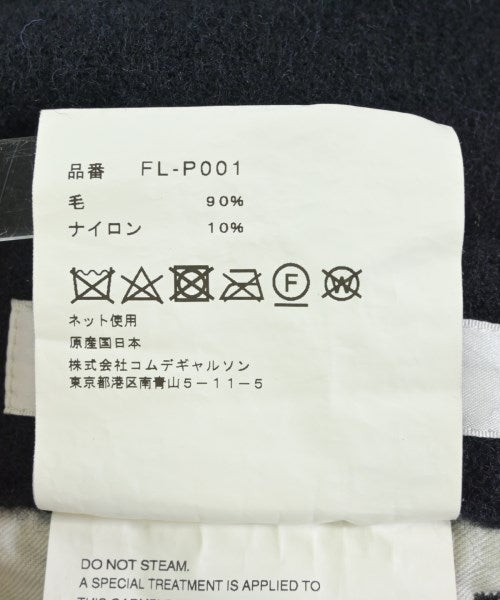 品番 FL-P001
毛 90%
ナイロン 10%
F W
ネット使用
原産国日本
株式会社コムデギャルソン
東京都港区南青山5-11-5
DO NOT STEAM.
A SPECIAL TREATMENT IS APPLIED TO